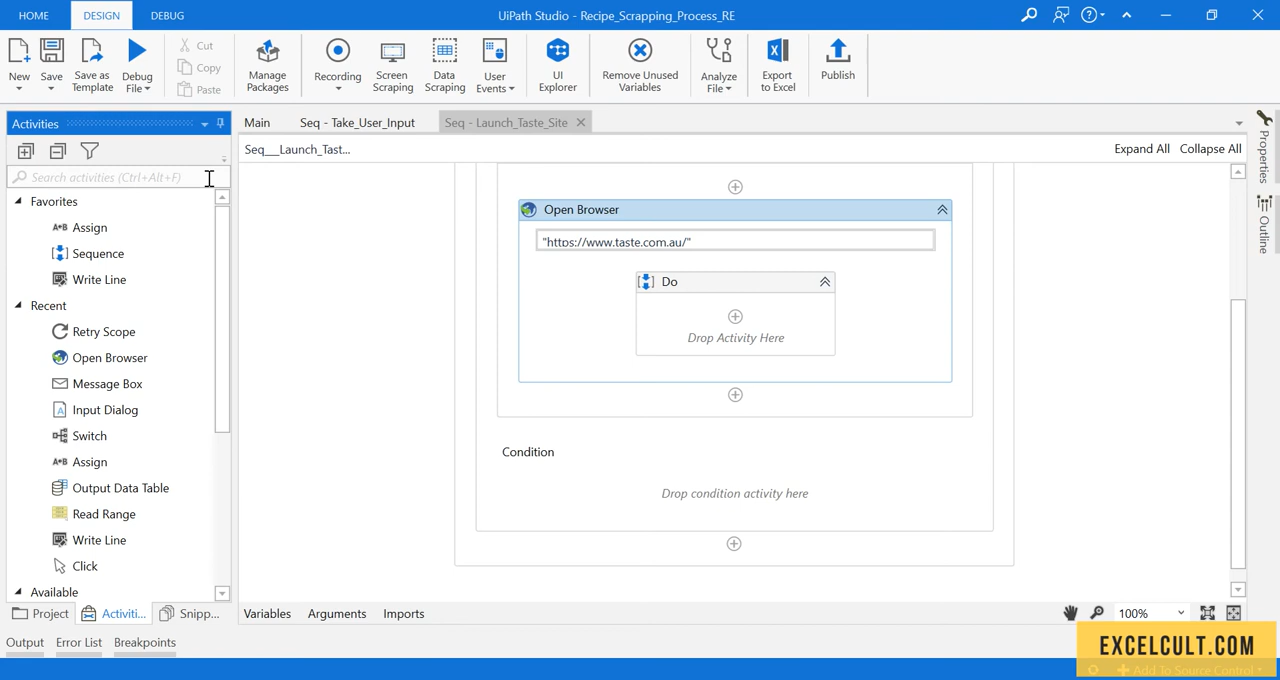 HOME DESIGN DEBUG UiPath Studio - Recipe_Scrapping_Process_RE
New Save Save as Template Debug File Cut Copy Paste Manage Packages Recording Screen Scraping Data Scraping User Events UI Explorer Remove Unused Variables Analyze File Export to Excel Publish
Activities
Main Seq - Take_User_Input Seq - Launch_Taste_Site
Seq___Launch_Tast... Expand All Collapse All
Search activities (Ctrl+Alt+F)
Favorites
Assign
Sequence
Write Line
Recent
Retry Scope
Open Browser
Message Box
Input Dialog
Switch
Assign
Output Data Table
Read Range
Write Line
Click
Available
Open Browser
"https://www.taste.com.au/"
Do
Drop Activity Here
Condition
Drop condition activity here
Properties
Outline
Project Activiti... Snipp... Variables Arguments Imports 100%
Output Error List Breakpoints
EXCELCULT.COM
Add To Source Control